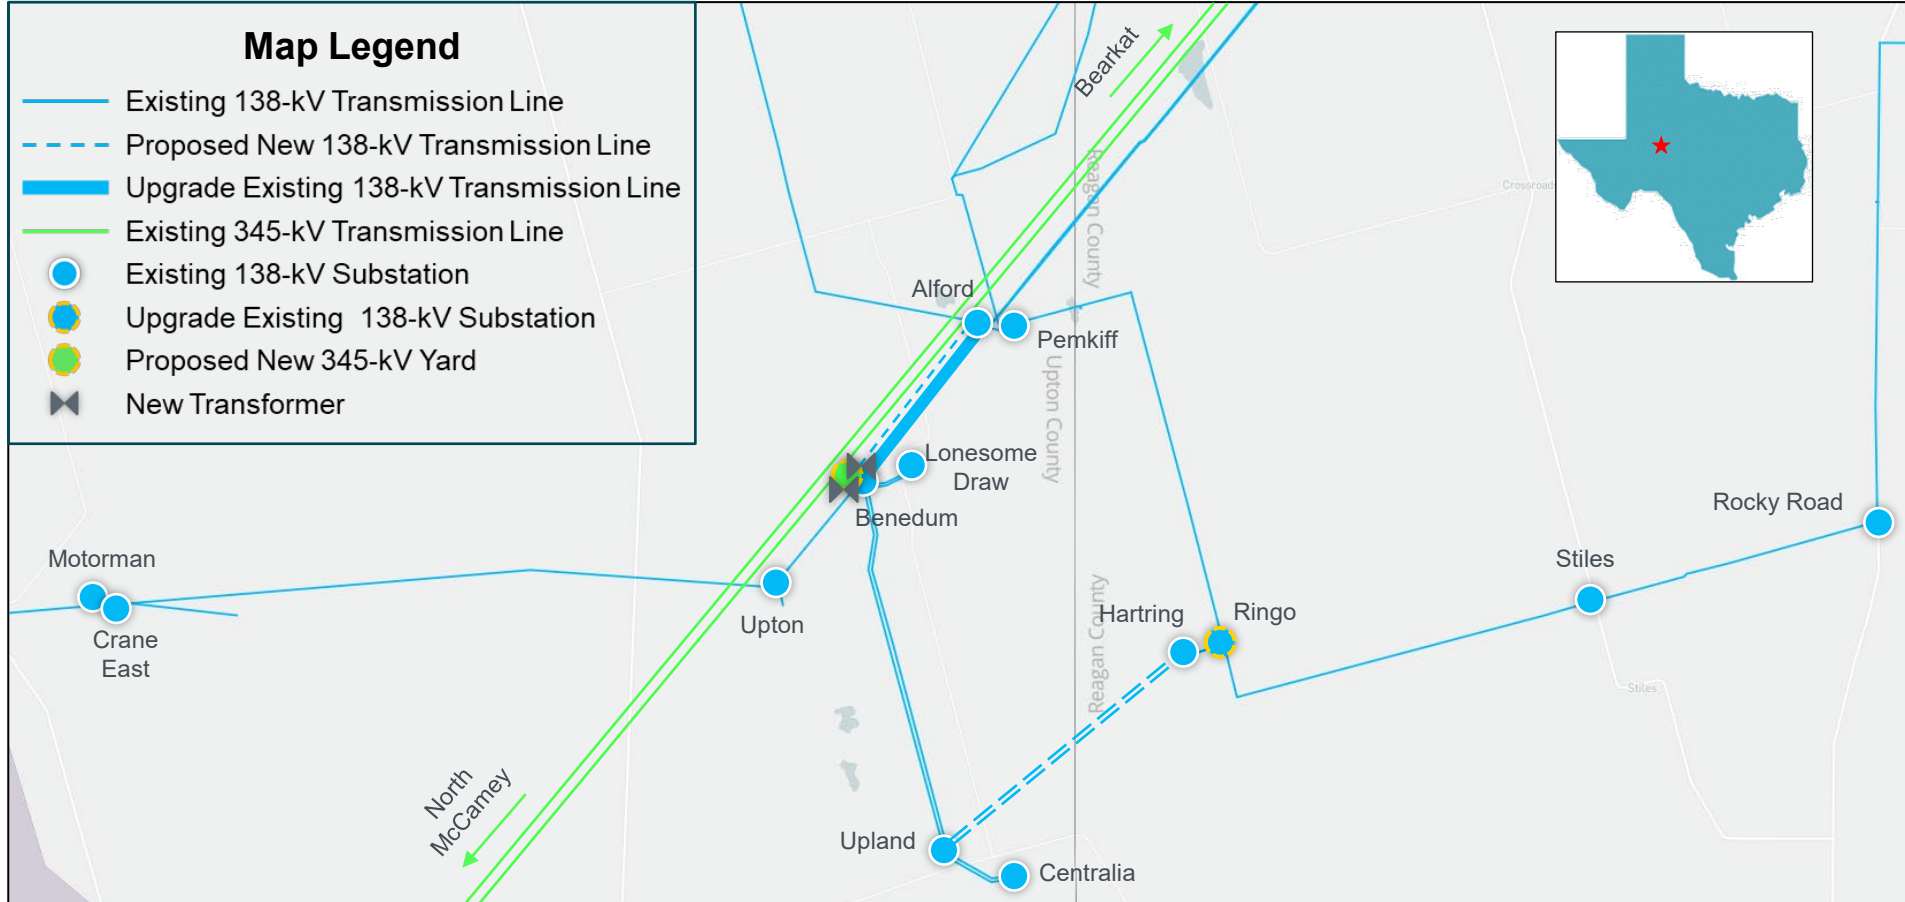 Map Legend
Existing 138-kV Transmission Line
Proposed New 138-kV Transmission Line
Upgrade Existing 138-kV Transmission Line
Existing 345-kV Transmission Line
Existing 138-kV Substation
Upgrade Existing 138-kV Substation
Proposed New 345-kV Yard
New Transformer
Bearkat
Reagan County
Crossroad
Alford
Pemkiff
Upton County
Lonesome
Draw
Benedum
Rocky Road
Motorman
Stiles
Crane
East
Upton
Hartring
Ringo
Reagan County
Stiles
North
McCamey
Upland
Centralia